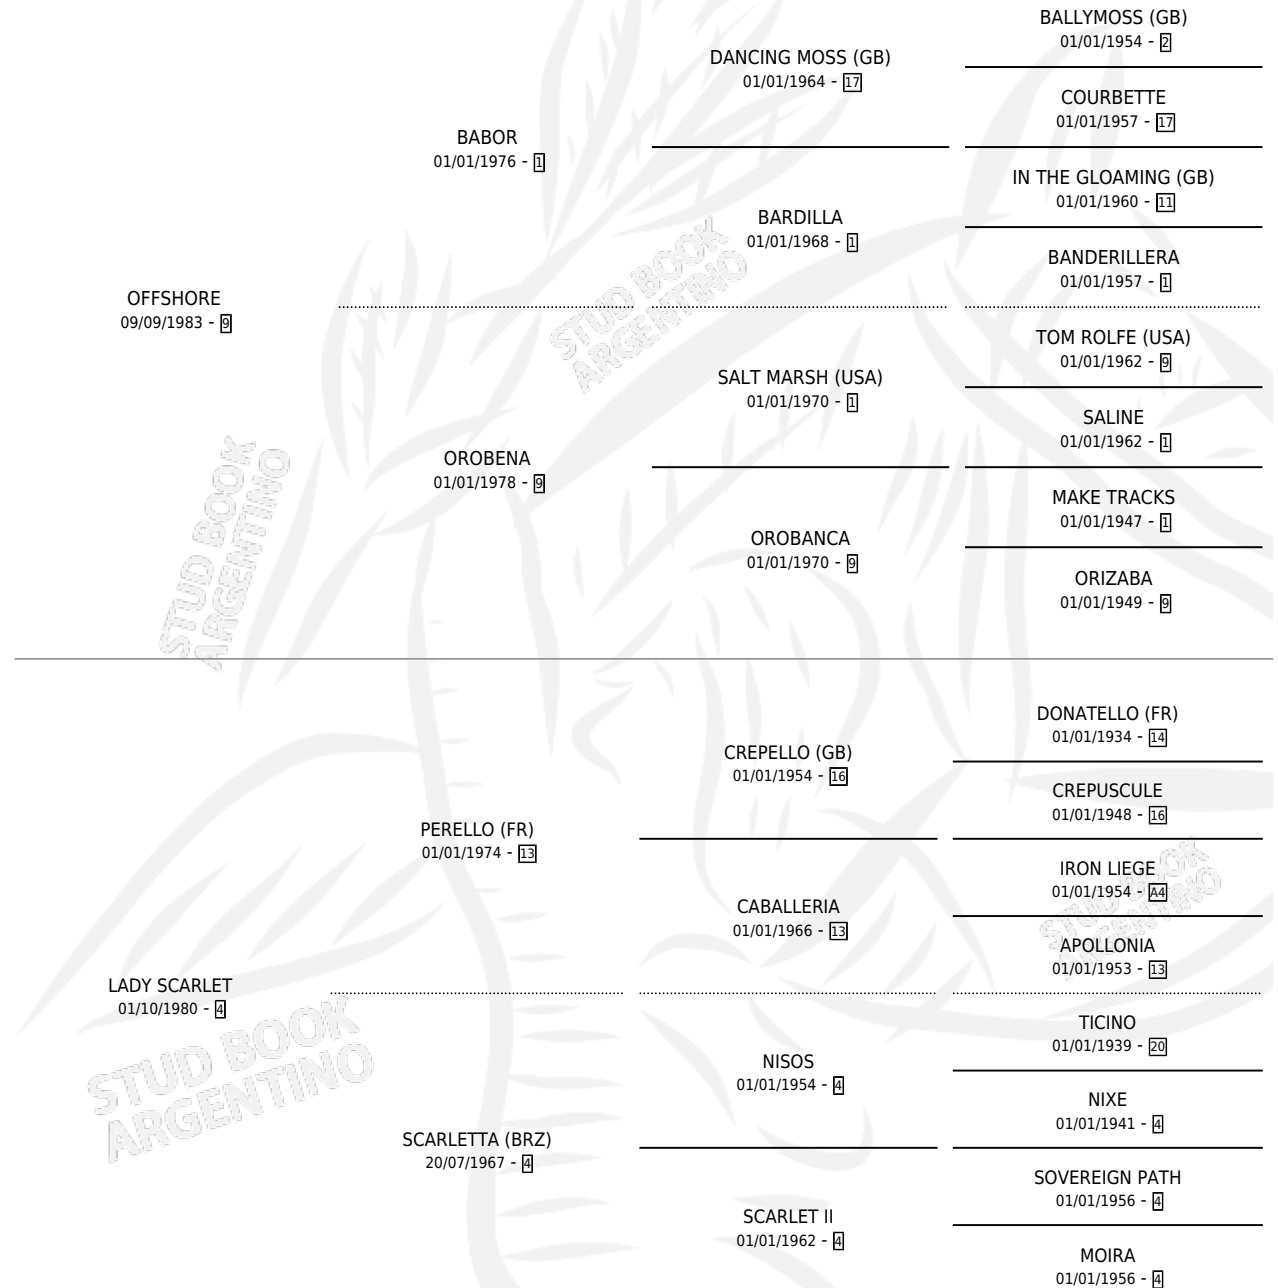 BALLYMOSS (GB)
01/01/1954 - 2
DANCING MOSS (GB)
01/01/1964 - 17
COURBETTE
01/01/1957 - 17
BABOR
01/01/1976 - 1
IN THE GLOAMING (GB)
01/01/1960 - 11
BARDILLA
01/01/1968 - 1
BANDERILLERA
01/01/1957 - 1
OFFSHORE
09/09/1983 - 9
TOM ROLFE (USA)
01/01/1962 - 9
SALT MARSH (USA)
01/01/1970 - 1
SALINE
01/01/1962 - 1
OROBENA
01/01/1978 - 9
MAKE TRACKS
01/01/1947 - 1
OROBANCA
01/01/1970 - 9
ORIZABA
01/01/1949 - 9
DONATELLO (FR)
01/01/1934 - 14
CREPELLO (GB)
01/01/1954 - 16
CREPUSCULE
01/01/1948 - 16
PERELLO (FR)
01/01/1974 - 13
IRON LIEGE
01/01/1954 - A4
CABALLERIA
01/01/1966 - 13
APOLLONIA
01/01/1953 - 13
LADY SCARLET
01/10/1980 - 4
TICINO
01/01/1939 - 20
NISOS
01/01/1954 - 4
NIXE
01/01/1941 - 4
SCARLETTA (BRZ)
20/07/1967 - 4
SOVEREIGN PATH
01/01/1956 - 4
SCARLET II
01/01/1962 - 4
MOIRA
01/01/1956 - 4
STUD BOOK
ARGENTINO
STUD BOOK
ARGENTINO
STUD BOOK
ARGENTINO
STUD BOOK
ARGENTINO